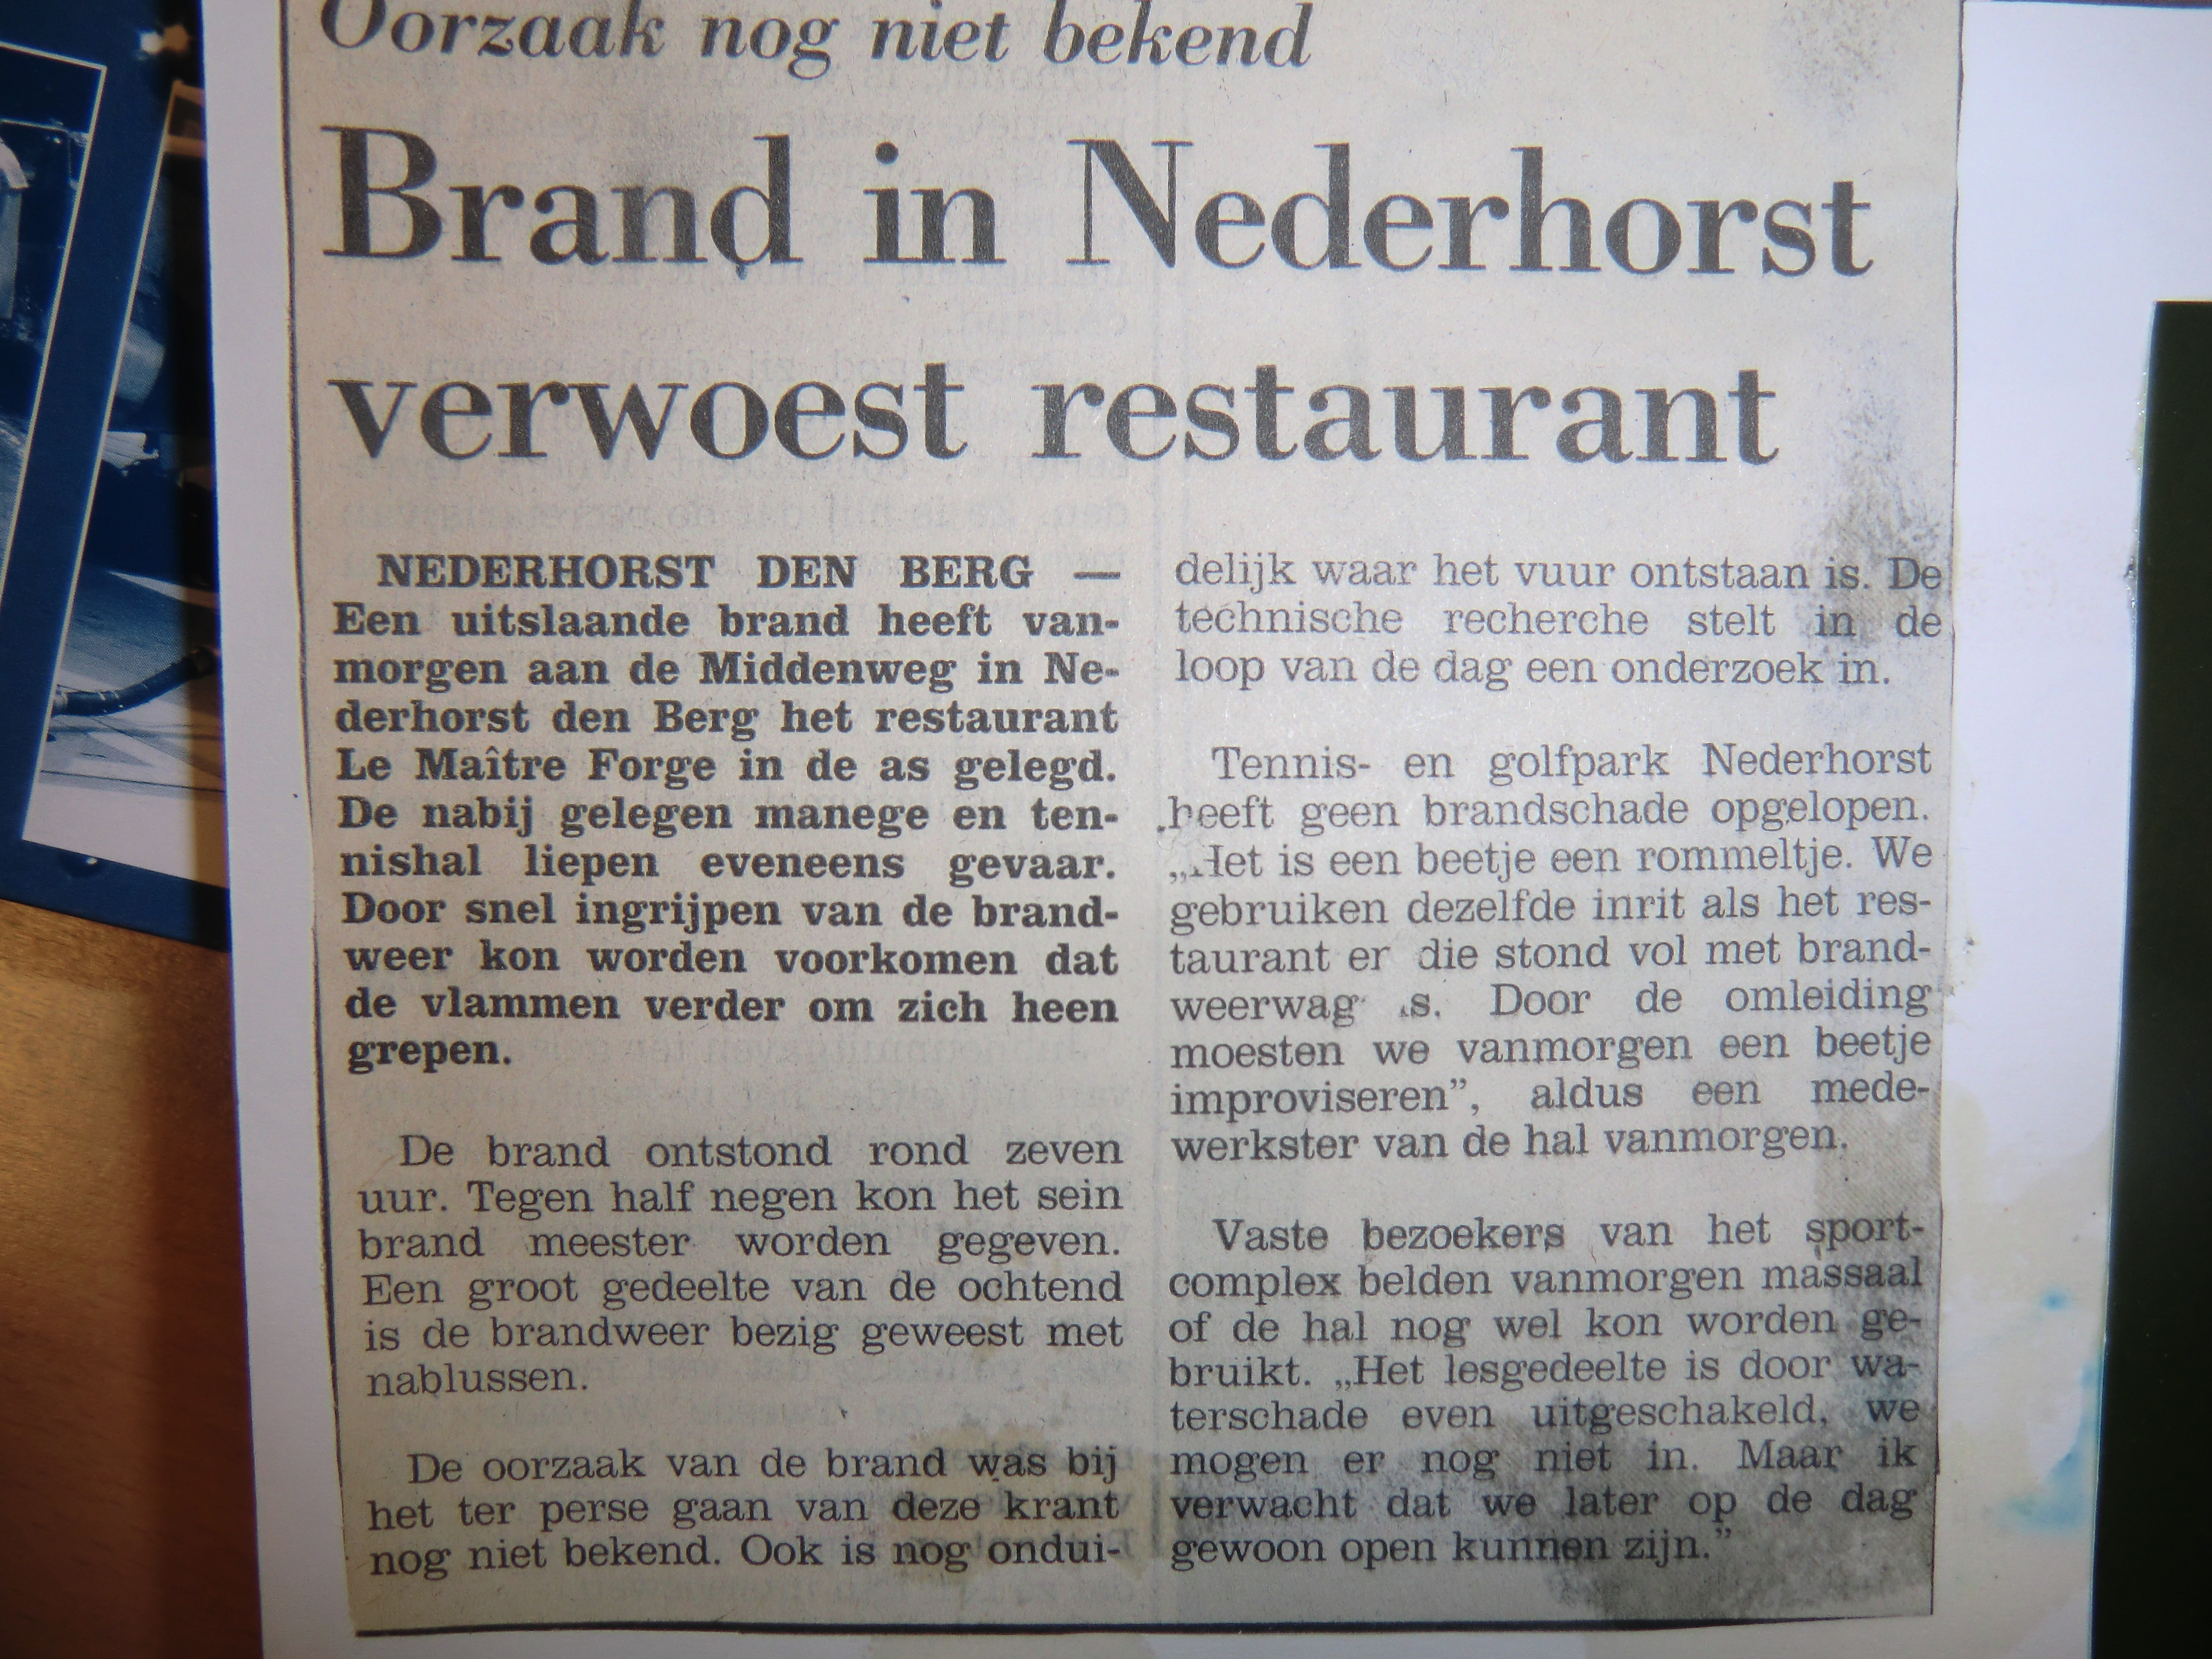 Oorzaak nog niet bekend
Brand in Nederhorst
verwoest restaurant
NEDERHORST DEN BERG —
Een uitslaande brand heeft van-
morgen aan de Middenweg in Ne-
derhorst den Berg het restaurant
Le Maître Forge in de as gelegd.
De nabij gelegen manege en ten-
nishal liepen eveneens gevaar.
Door snel ingrijpen van de brand-
weer kon worden voorkomen dat
de vlammen verder om zich heen
grepen.
De brand ontstond rond zeven
uur. Tegen half negen kon het sein
brand meester worden gegeven.
Een groot gedeelte van de ochtend
is de brandweer bezig geweest met
nablussen.
De oorzaak van de brand was bij
het ter perse gaan van deze krant
nog niet bekend. Ook is nog ondui-
delijk waar het vuur ontstaan is. De
technische recherche stelt in de
loop van de dag een onderzoek in.
Tennis- en golfpark Nederhorst
heeft geen brandschade opgelopen.
„Het is een beetje een rommeltje. We
gebruiken dezelfde inrit als het res-
taurant er die stond vol met brand-
s. Door de omleiding
moesten we vanmorgen een beetje
improviseren”, aldus een mede-
werkster van de hal vanmorgen.
Vaste bezoekers van het sport-
complex belden vanmorgen massaal
of de hal nog wel kon worden ge-
bruikt. „Het lesgedeelte is door wa-
terschade even uitgeschakeld, we
mogen er nog niet in. Maar ik
verwacht dat we later op de dag
gewoon open kunnen zijn.”